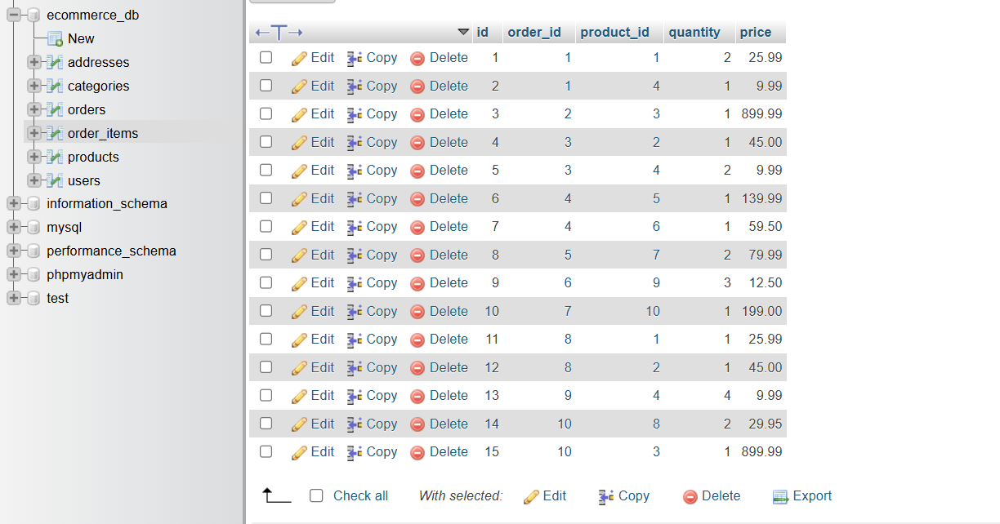 ecommerce_db
New
addresses
categories
orders
order_items
products
users
information_schema
mysql
performance_schema
phpmyadmin
test
id order_id product_id quantity price
Edit Copy Delete 1 1 1 2 25.99
Edit Copy Delete 2 1 4 1 9.99
Edit Copy Delete 3 2 3 1 899.99
Edit Copy Delete 4 3 2 1 45.00
Edit Copy Delete 5 3 4 2 9.99
Edit Copy Delete 6 4 5 1 139.99
Edit Copy Delete 7 4 6 1 59.50
Edit Copy Delete 8 5 7 2 79.99
Edit Copy Delete 9 6 9 3 12.50
Edit Copy Delete 10 7 10 1 199.00
Edit Copy Delete 11 8 1 1 25.99
Edit Copy Delete 12 8 2 1 45.00
Edit Copy Delete 13 9 4 4 9.99
Edit Copy Delete 14 10 8 2 29.95
Edit Copy Delete 15 10 3 1 899.99
Check all With selected: Edit Copy Delete Export